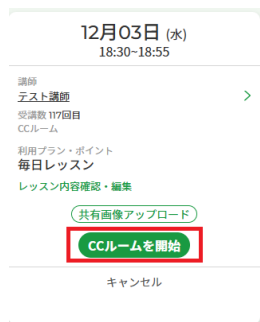 12月03日 (水)
18:30~18:55
講師
テスト講師
受講数 117回目
CCルーム
利用プラン・ポイント
毎日レッスン
レッスン内容確認・編集
共有画像アップロード
CCルームを開始
キャンセル